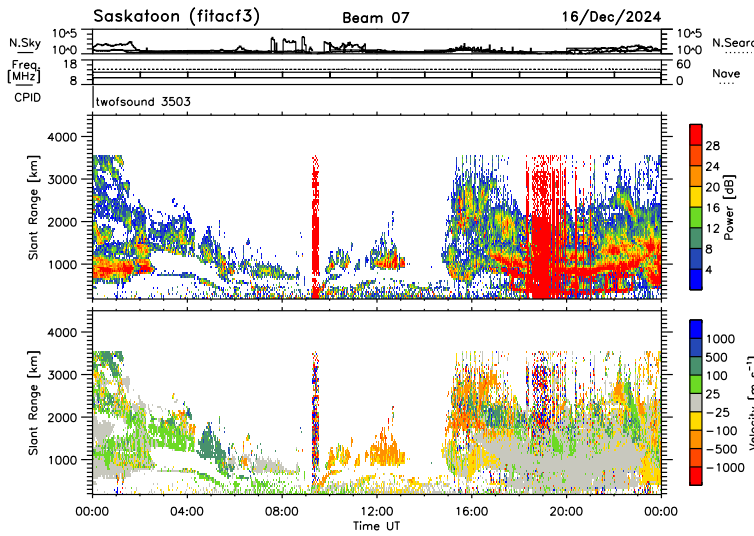 Saskatoon (fitacf3) Beam 07 16/Dec/2024
N.Sky 10^5 10^0 10^5 10^0 N.Searc
Freq. [MHz] 18 8 60 0 Nave
CPID twofsound 3503
Slant Range [km] 4000 3000 2000 1000
28 24 20 16 12 8 4 Power [dB]
Slant Range [km] 4000 3000 2000 1000
1000 500 100 25 -25 -100 -500 -1000 Velocity [m s^-1]
00:00 04:00 08:00 12:00 16:00 20:00 00:00
Time UT